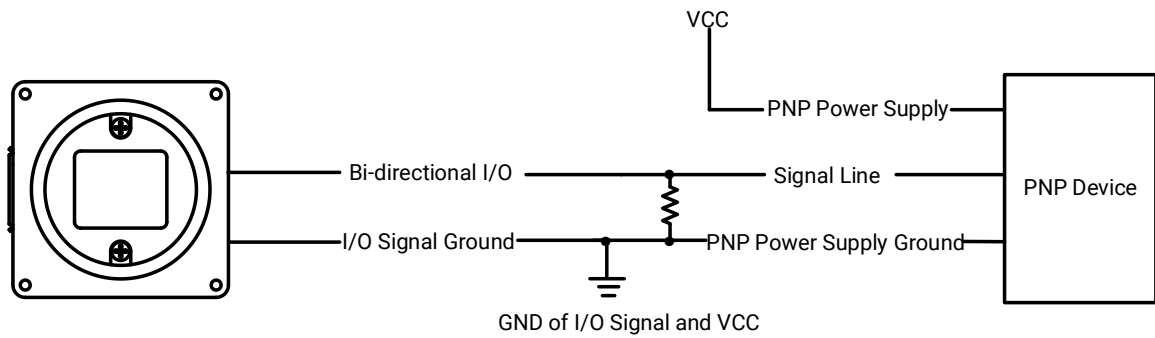 VCC
PNP Power Supply
Bi-directional I/O
Signal Line
PNP Device
I/O Signal Ground
PNP Power Supply Ground
GND of I/O Signal and VCC